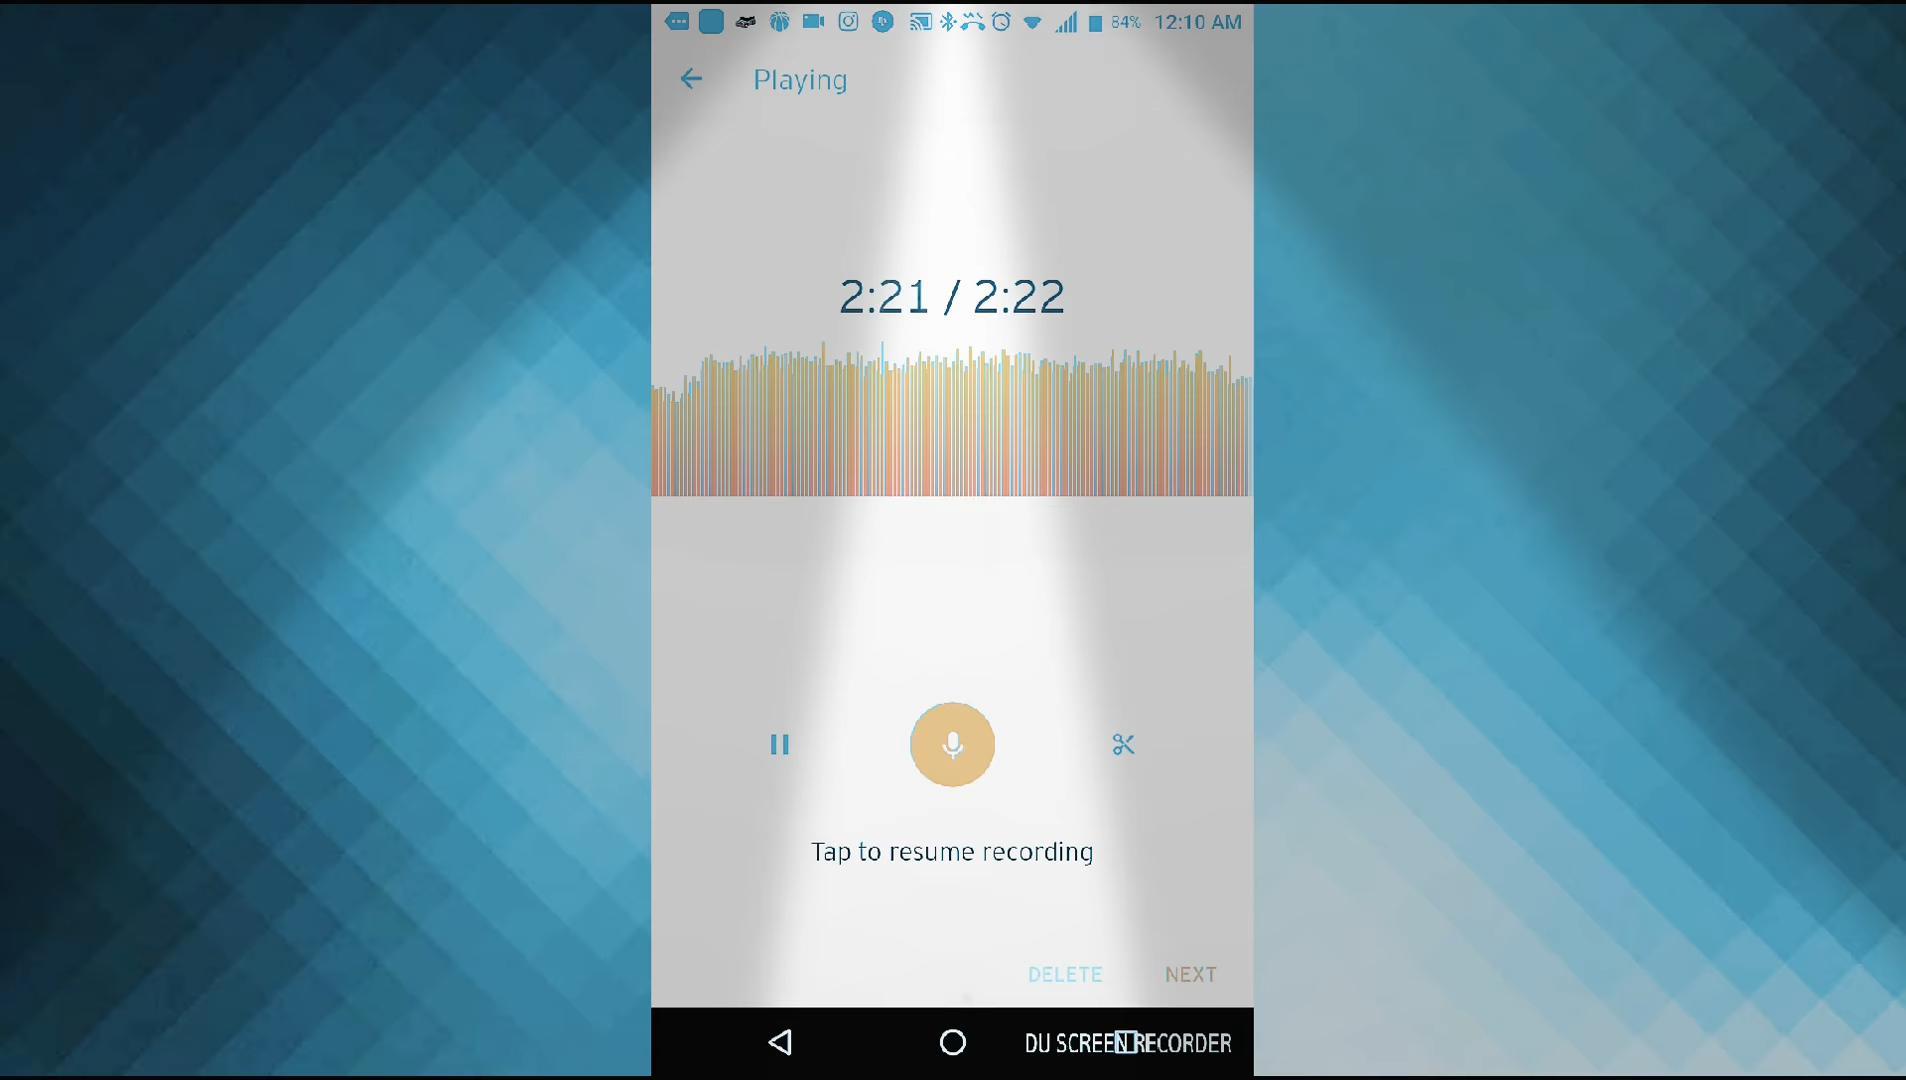 84% 12:10 AM
Playing
2:21 / 2:22
Tap to resume recording
DELETE NEXT
DU SCREEN RECORDER